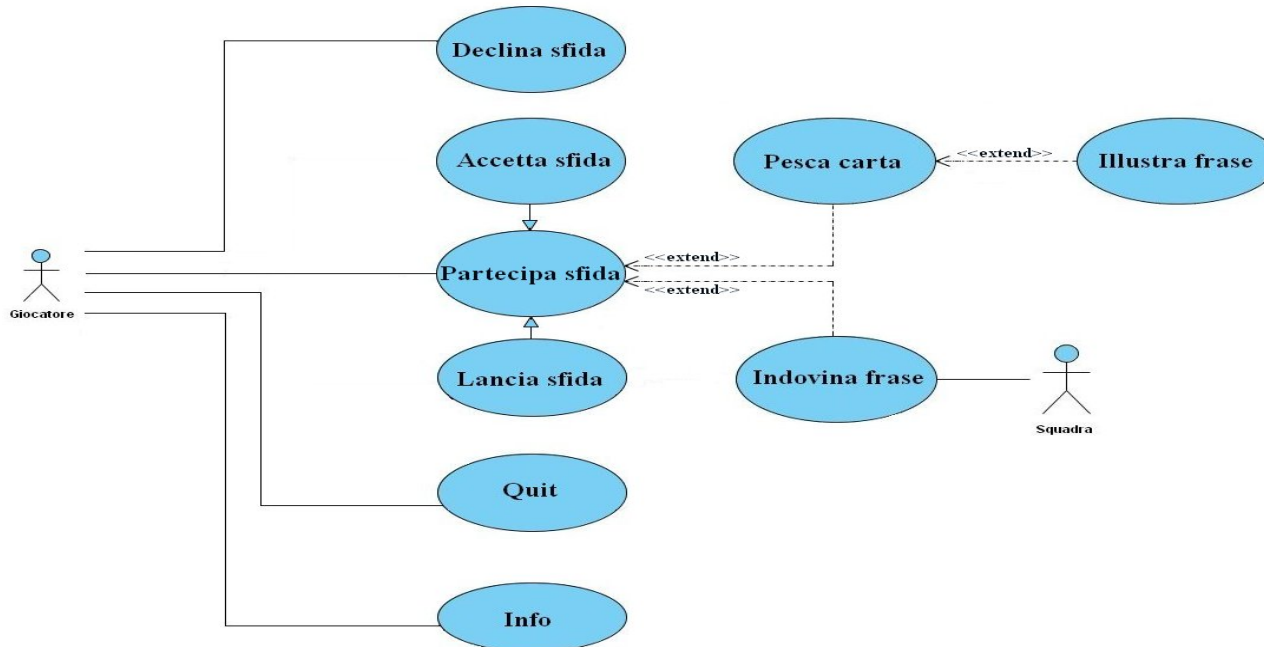 Declina sfida
Accetta sfida
Pesca carta
<<extend>>
Illustra frase
<<extend>>
Partecipa sfida
<<extend>>
Giocatore
Lancia sfida
Indovina frase
Squadra
Quit
Info